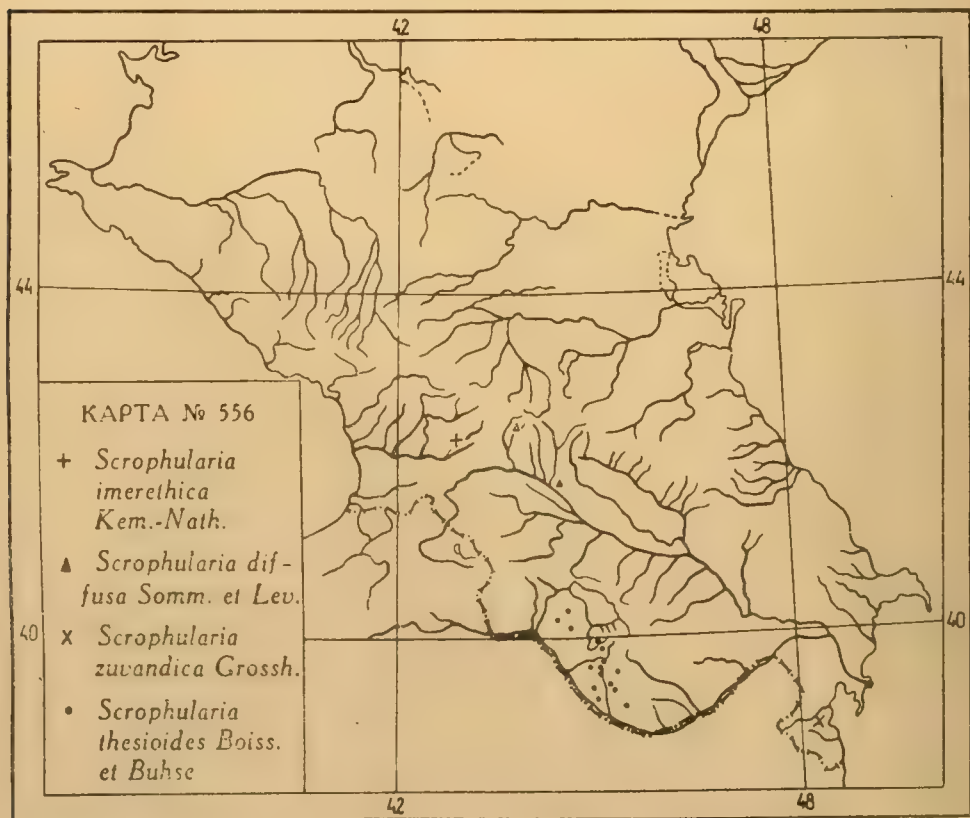 42 48
44 44
КАРТА № 556
+ Scrophularia
imerethica
Kem.-Nath.
▲ Scrophularia dif-
fusa Somm. et Lev.
40 40
x Scrophularia
zuvandica Grossh.
• Scrophularia
thesioides Boiss.
et Buhse
42 48